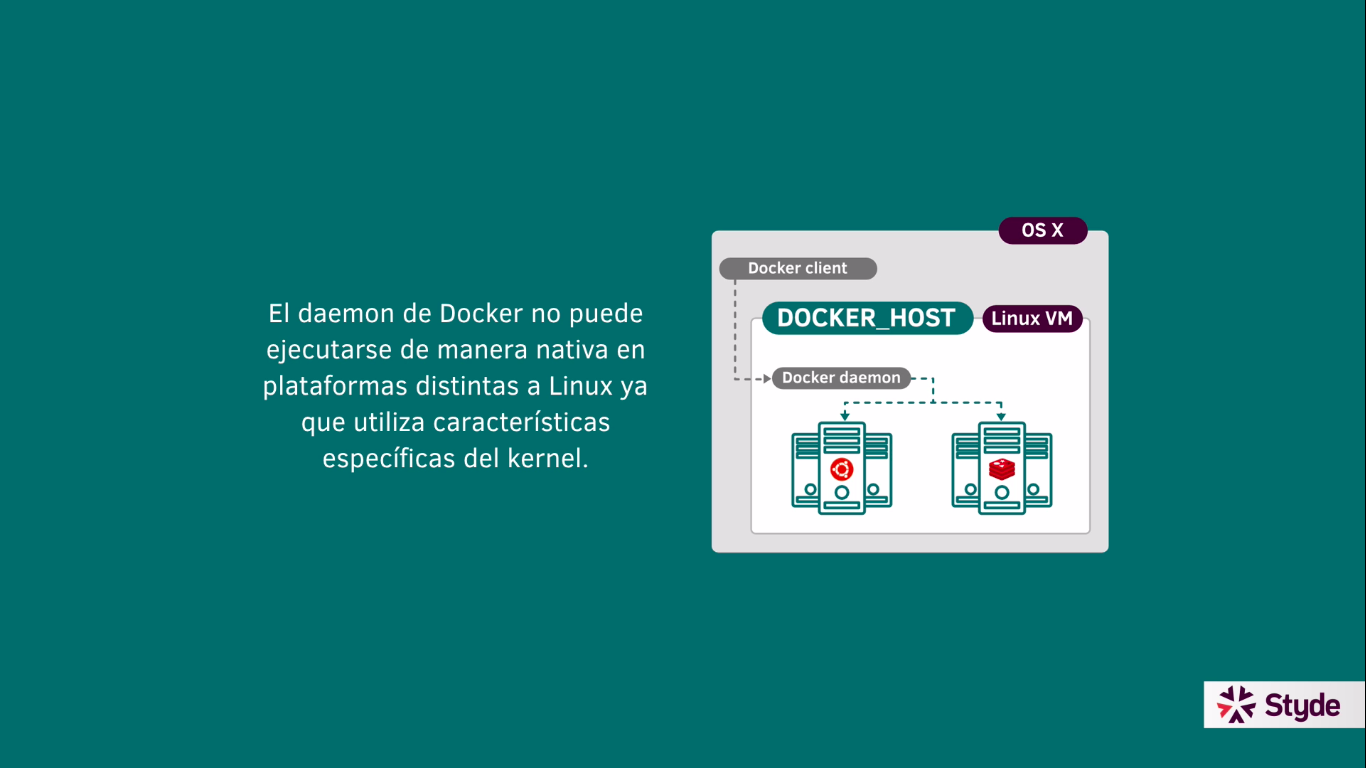 El daemon de Docker no puede
ejecutarse de manera nativa en
plataformas distintas a Linux ya
que utiliza características
específicas del kernel.
OS X
Docker client
DOCKER_HOST
Linux VM
Docker daemon
Styde